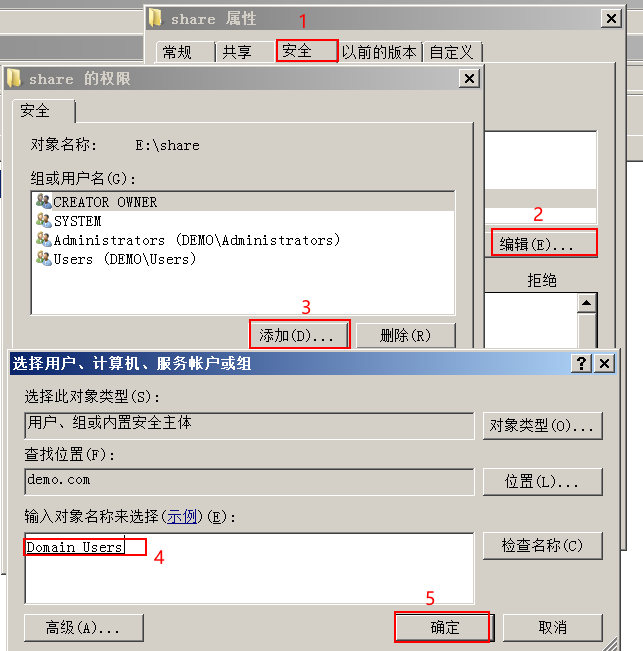 1
share 属性
常规 共享 安全 以前的版本 自定义
share 的权限
安全
对象名称: E:\share
组或用户名(G):
CREATOR OWNER
SYSTEM
Administrators (DEMO\Administrators)
Users (DEMO\Users)
2
编辑(E)...
拒绝
3
添加(D)... 删除(R)
选择用户、计算机、服务帐户或组
选择此对象类型(S):
用户、组或内置安全主体 对象类型(O)...
查找位置(F):
demo.com 位置(L)...
输入对象名称来选择(示例)(E):
Domain Users 检查名称(C)
4
5
高级(A)... 确定 取消